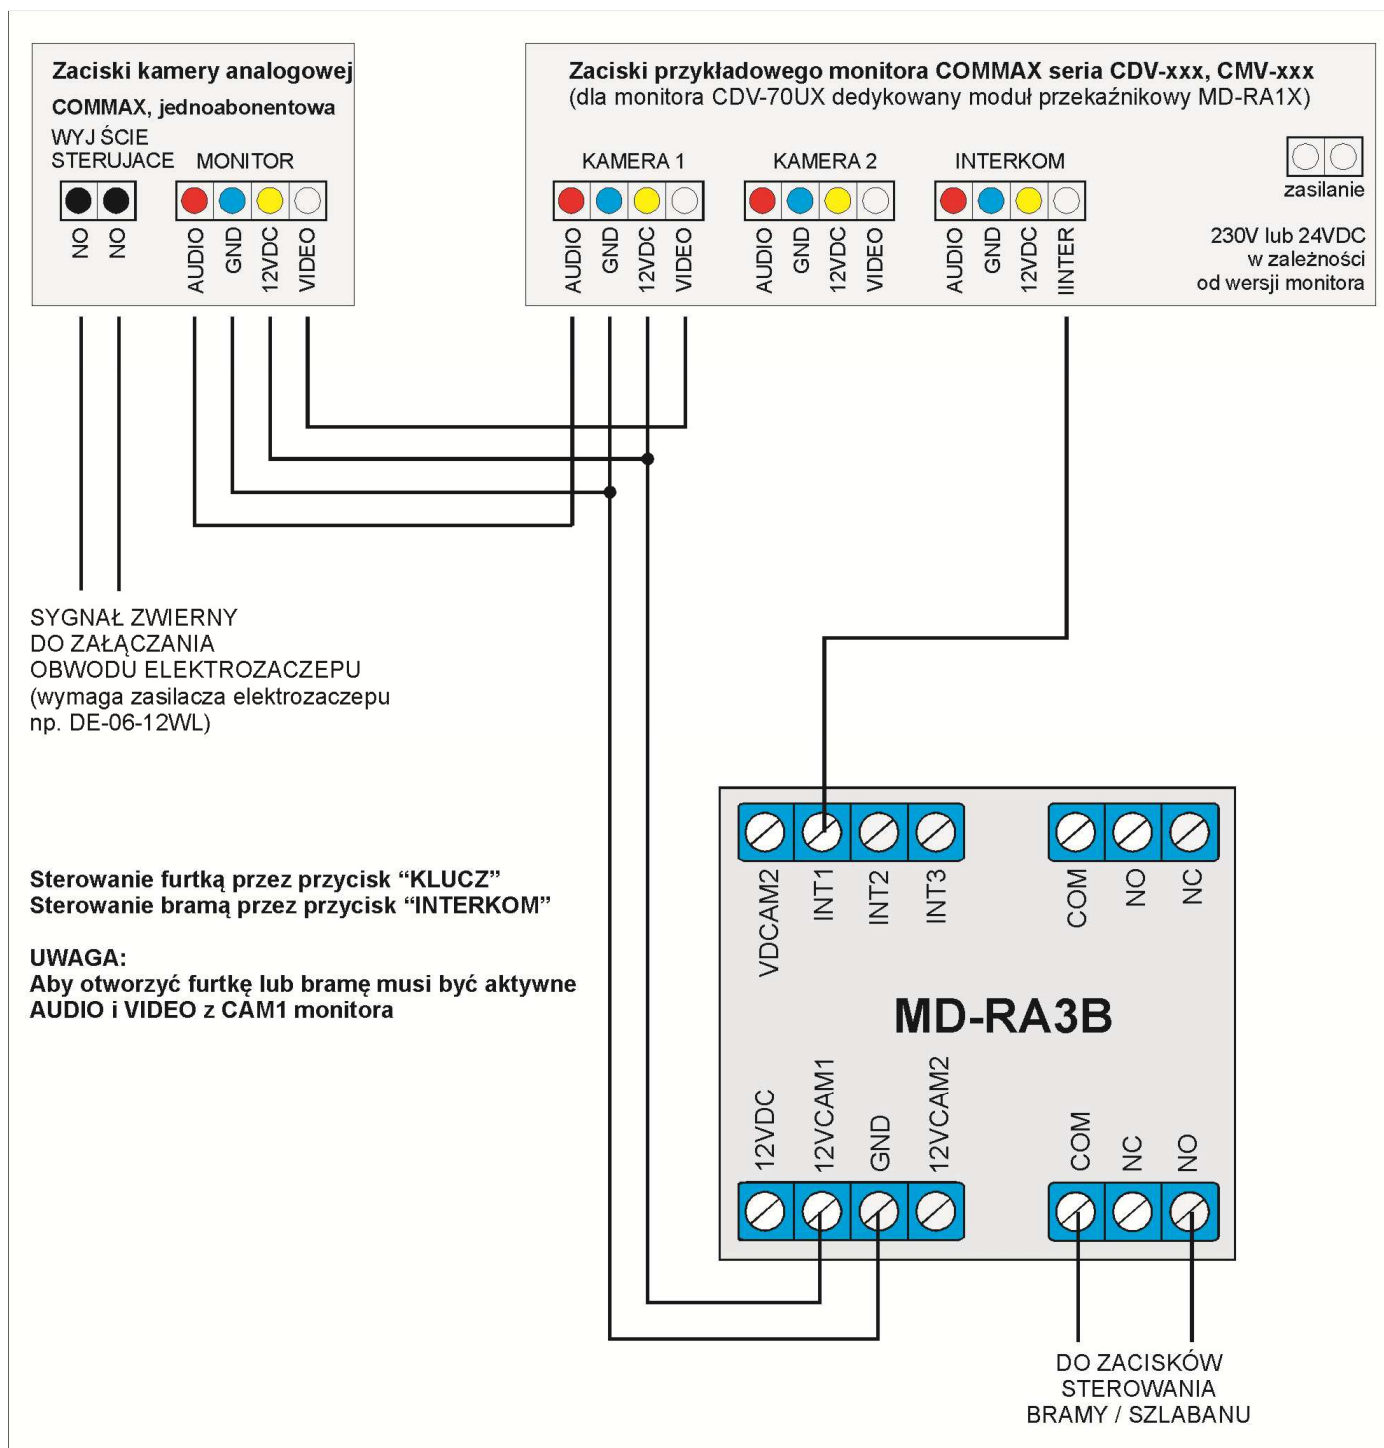 Zaciski kamery analogowej
COMMAX, jednoabonentowa
WYJ ŚCIE
STERUJACE
MONITOR
NO
NO
AUDIO
GND
12VDC
VIDEO
Zaciski przykładowego monitora COMMAX seria CDV-xxx, CMV-xxx
(dla monitora CDV-70UX dedykowany moduł przekaźnikowy MD-RA1X)
KAMERA 1
KAMERA 2
INTERKOM
AUDIO
GND
12VDC
VIDEO
AUDIO
GND
12VDC
VIDEO
AUDIO
GND
12VDC
IINTER
zasilanie
230V lub 24VDC
w zależności
od wersji monitora
SYGNAŁ ZWIERNY
DO ZAŁĄCZANIA
OBWODU ELEKTROZACZEPU
(wymaga zasilacza elektrozaczepu
np. DE-06-12WL)
Sterowanie furtką przez przycisk “KLUCZ”
Sterowanie bramą przez przycisk “INTERKOM”
UWAGA:
Aby otworzyć furtkę lub bramę musi być aktywne
AUDIO i VIDEO z CAM1 monitora
VDCAM2
INT1
INT2
INT3
COM
NO
NC
MD-RA3B
12VDC
12VCAM1
GND
12VCAM2
COM
NC
NO
DO ZACISKÓW
STEROWANIA
BRAMY / SZLABANU